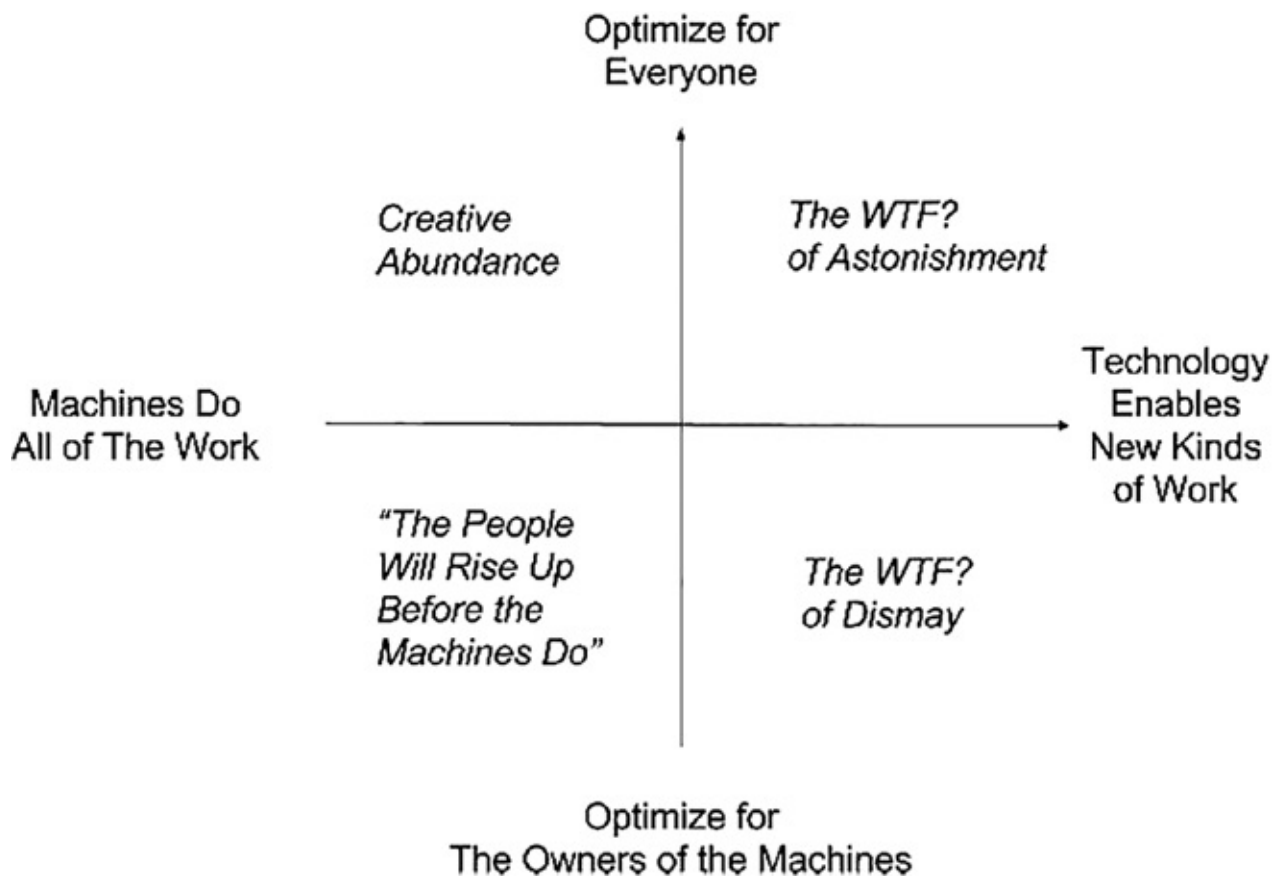 Optimize for
Everyone
Creative
Abundance
The WTF?
of Astonishment
Machines Do
All of The Work
Technology
Enables
New Kinds
of Work
“The People
Will Rise Up
Before the
Machines Do”
The WTF?
of Dismay
Optimize for
The Owners of the Machines